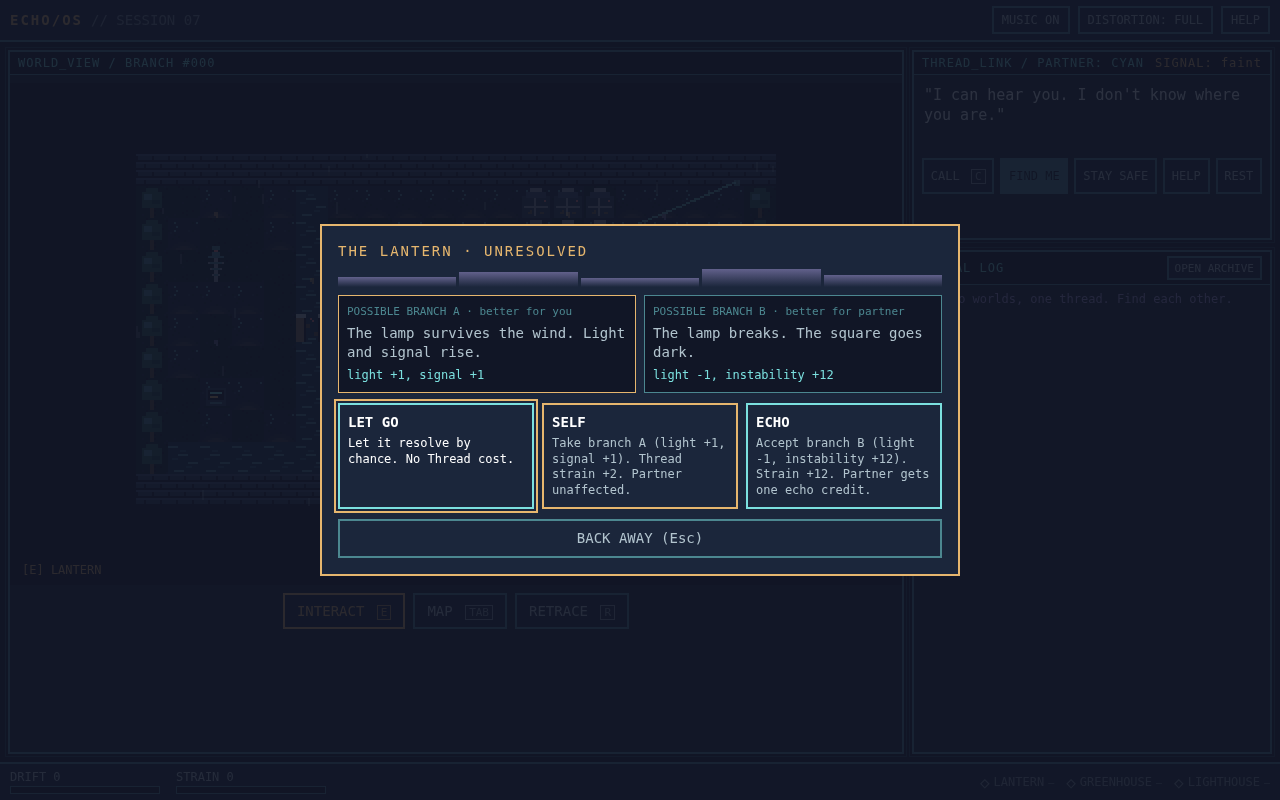 ECHO/OS // SESSION 07
MUSIC ON
DISTORTION: FULL
HELP
WORLD_VIEW / BRANCH #000
THREAD_LINK / PARTNER: CYAN
SIGNAL: faint
"I can hear you. I don't know where
you are."
CALL C
FIND ME
STAY SAFE
HELP
REST
LOG
OPEN ARCHIVE
worlds, one thread. Find each other.
THE LANTERN · UNRESOLVED
POSSIBLE BRANCH A · better for you
The lamp survives the wind. Light
and signal rise.
light +1, signal +1
POSSIBLE BRANCH B · better for partner
The lamp breaks. The square goes
dark.
light -1, instability +12
LET GO
Let it resolve by
chance. No Thread cost.
SELF
Take branch A (light +1,
signal +1). Thread
strain +2. Partner
unaffected.
ECHO
Accept branch B (light
-1, instability +12).
Strain +12. Partner gets
one echo credit.
BACK AWAY (Esc)
[E] LANTERN
INTERACT E
MAP TAB
RETRACE R
DRIFT 0
STRAIN 0
◇ LANTERN —
◇ GREENHOUSE —
◇ LIGHTHOUSE —